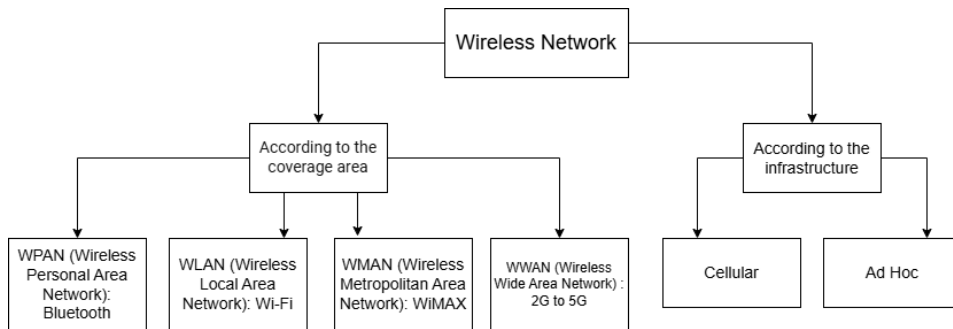 Wireless Network
According to the
coverage area
According to the
infrastructure
WPAN (Wireless
Personal Area
Network):
Bluetooth
WLAN (Wireless
Local Area
Network): Wi-Fi
WMAN (Wireless
Metropolitan Area
Network): WiMAX
WWAN (Wireless
Wide Area Network) :
2G to 5G
Cellular
Ad Hoc